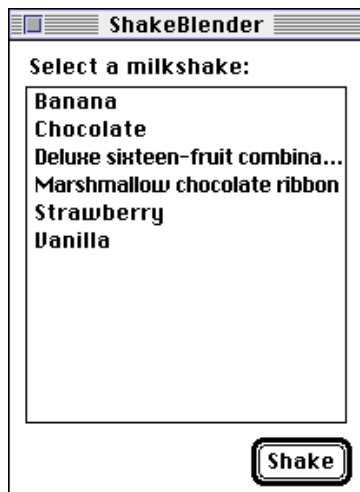 ShakeBlender
Select a milkshake:
Banana
Chocolate
Deluxe sixteen-fruit combina...
Marshmallow chocolate ribbon
Strawberry
Vanilla
Shake